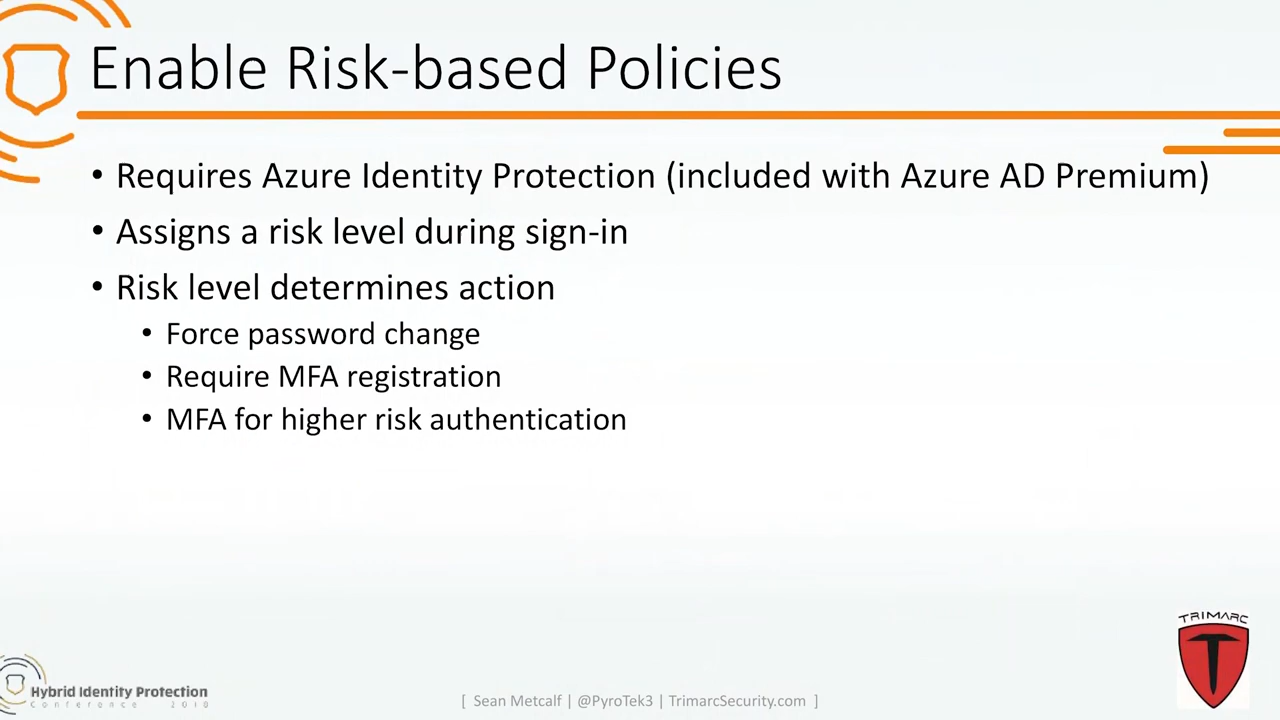 Enable Risk-based Policies
• Requires Azure Identity Protection (included with Azure AD Premium)
• Assigns a risk level during sign-in
• Risk level determines action
• Force password change
• Require MFA registration
• MFA for higher risk authentication
TRIMARC
T
Hybrid Identity Protection
Conference
[ Sean Metcalf | @PyroTek3 | TrimarcSecurity.com ]